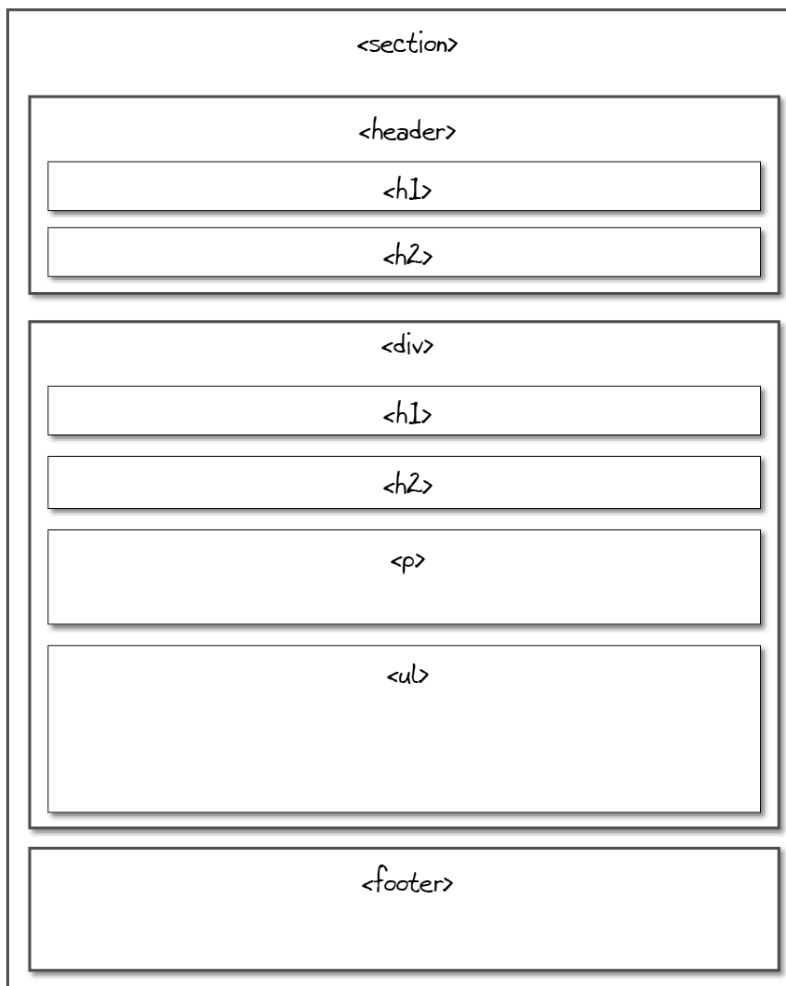 <section>
<header>
<h1>
<h2>
<div>
<h1>
<h2>
<p>
<ul>
<footer>